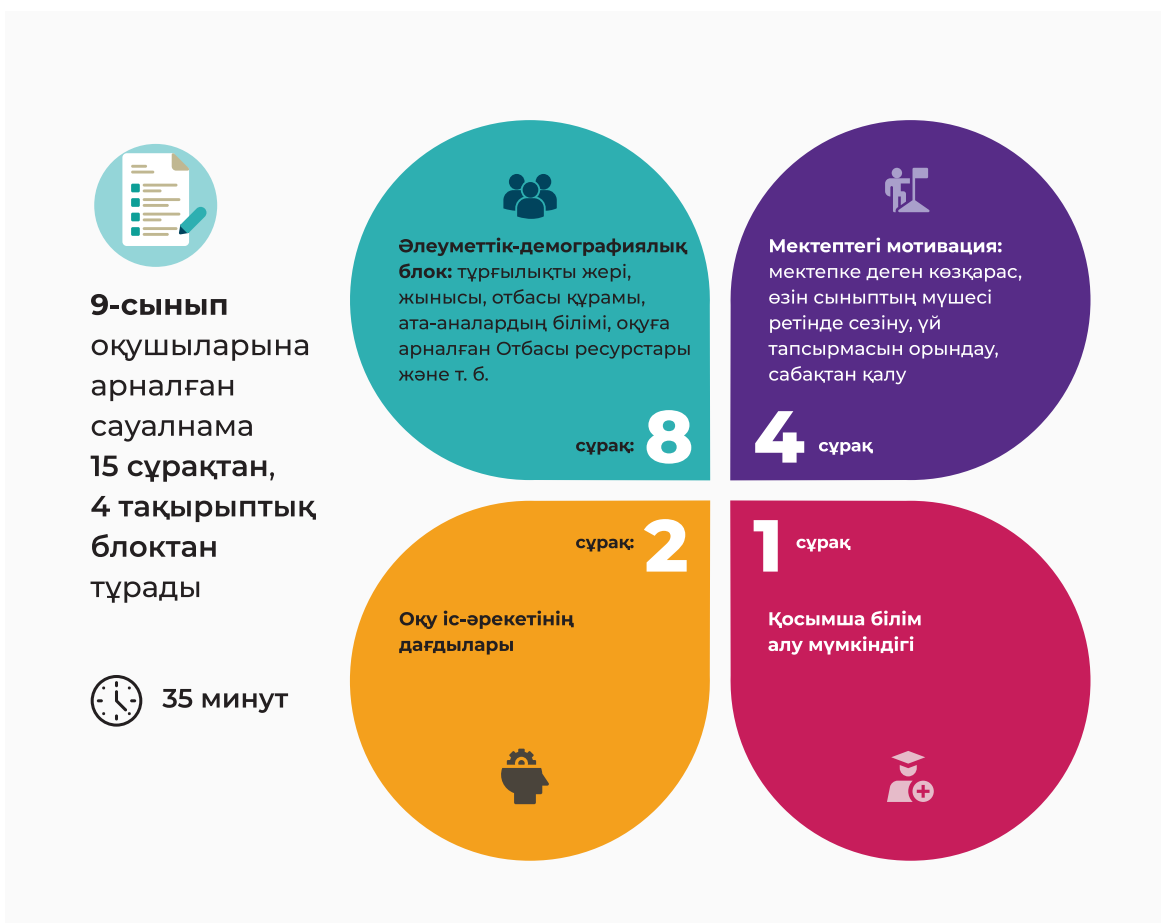 9-сынып
оқушыларына
арналған
сауалнама
15 сұрақтан,
4 тақырыптық
блоктан
тұрады
35 минут
Әлеуметтік-демографиялық
блок: тұрғылықты жері,
жынысы, отбасы құрамы,
ата-аналардың білімі, оқуға
арналған Отбасы ресурстары
және т. б.
сұрақ: 8
Мектептегі мотивация:
мектепке деген көзқарас,
өзін сыныптың мүшесі
ретінде сезіну, үй
тапсырмасын орындау,
сабақтан қалу
4 сұрақ
сұрақ: 2
Оқу іс-әрекетінің
дағдылары
1 сұрақ
Қосымша білім
алу мүмкіндігі